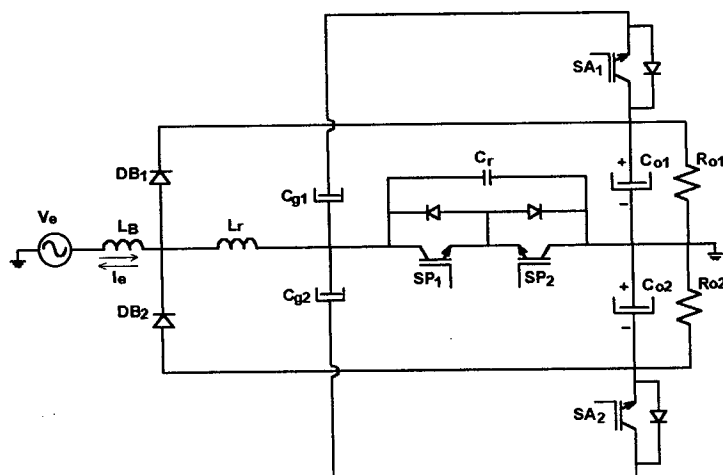 SA1
DB1
Cr
Co1
Ro1
+
-
Cg1
Ve
LB
Lr
Ie
Cg2
SP1
SP2
DB2
+
-
Co2
Ro2
SA2